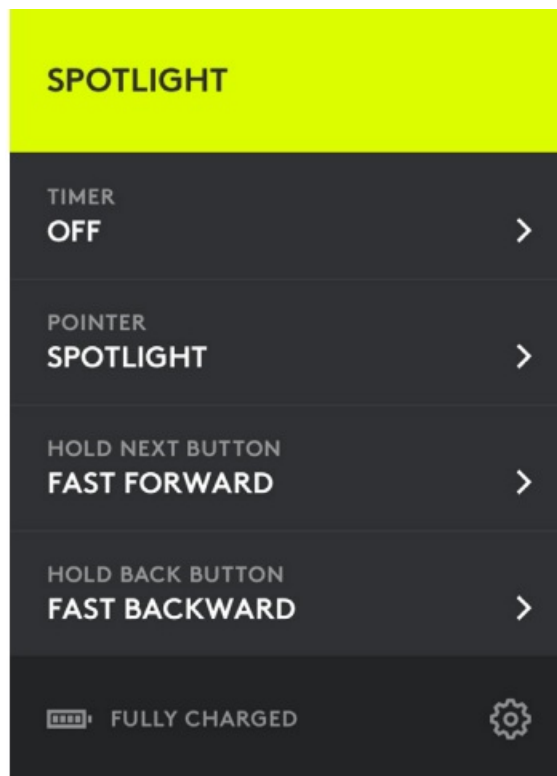 SPOTLIGHT
TIMER
OFF
POINTER
SPOTLIGHT
HOLD NEXT BUTTON
FAST FORWARD
HOLD BACK BUTTON
FAST BACKWARD
FULLY CHARGED